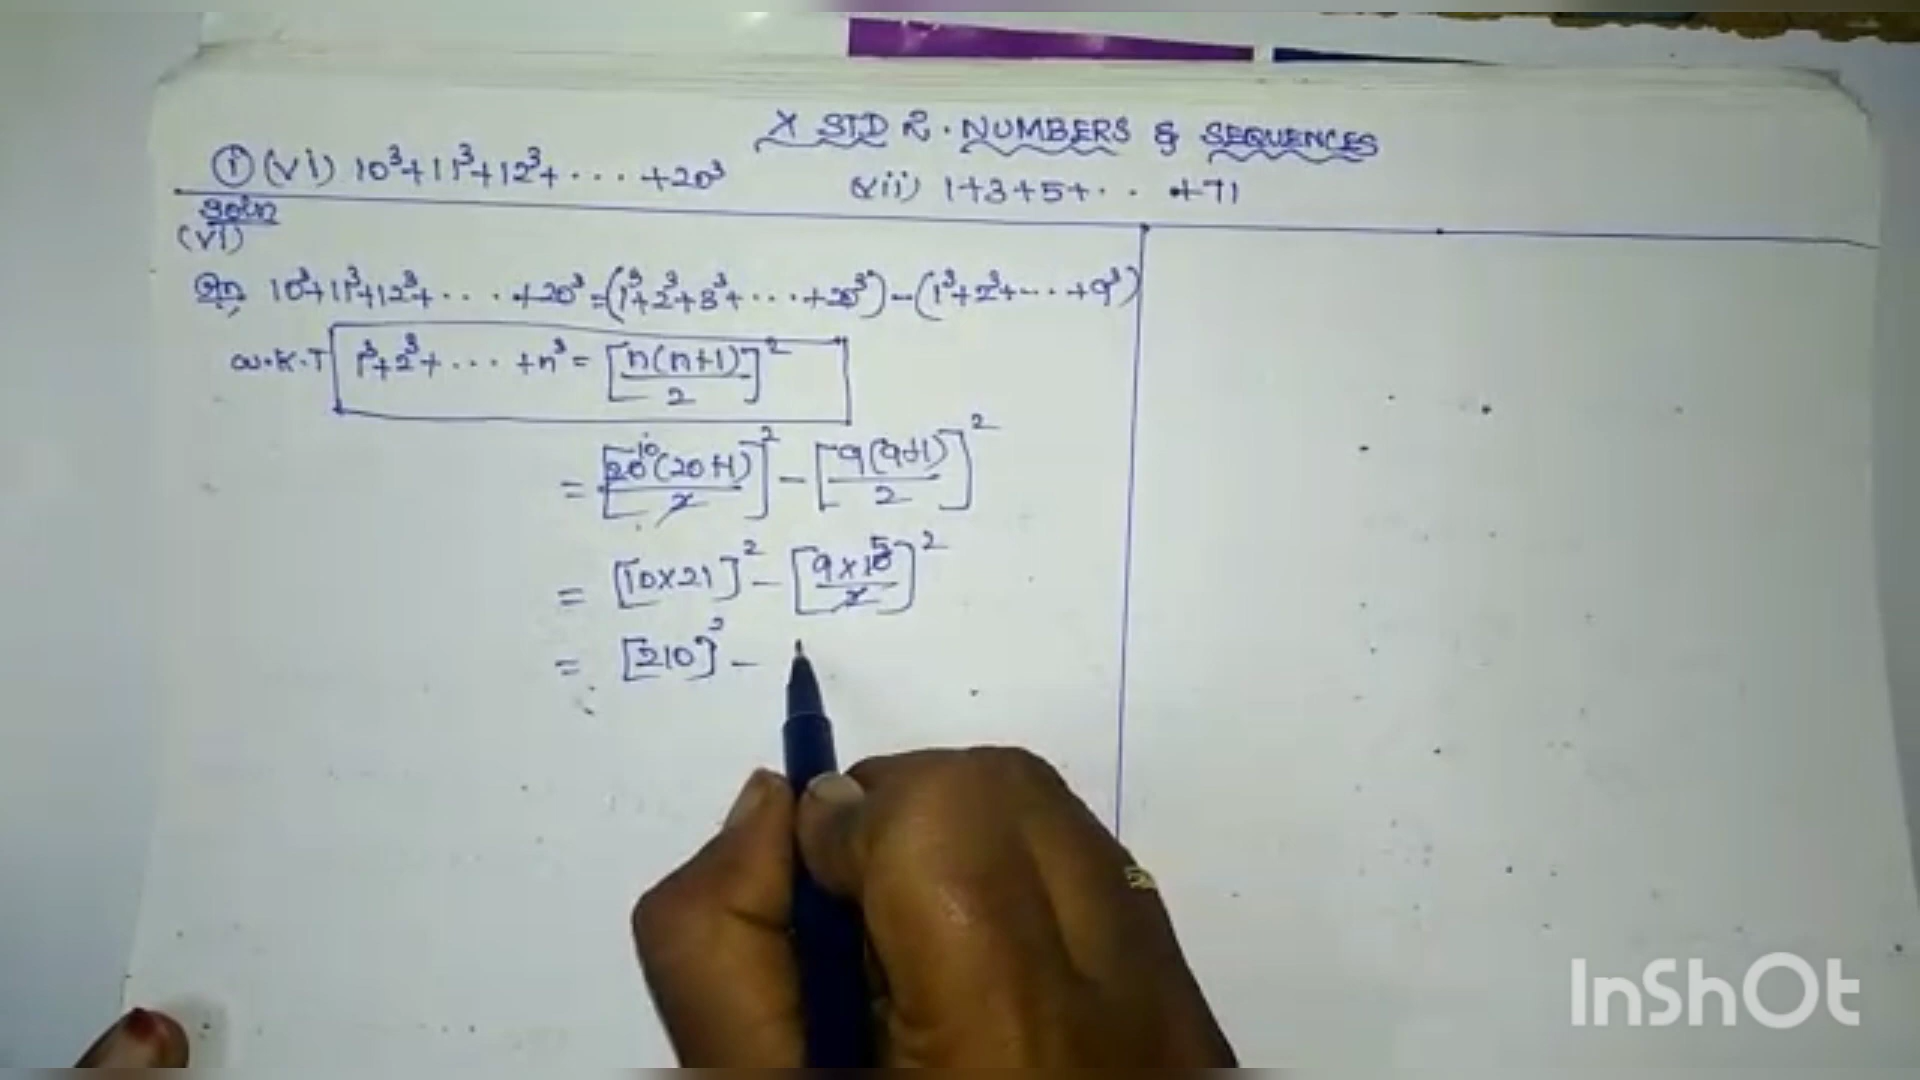 X STD 2. NUMBERS & SEQUENCES
① (vi) 10³+11³+12³+ ... +20³
(vii) 1+3+5+ .. +71
Soln
(vi)
10³+11³+12³+ .... +20³=(1³+2³+3³+ ... +20³)-(1³+2³+...+9³)
W.K.T 1³+2³+ ... +n³= [n(n+1)/2]²
= [20¹⁰(20+1)/2]² - [9(9+1)/2]²
= [10×21]² - [9×10⁵/2]²
= [210]² -
InShOt